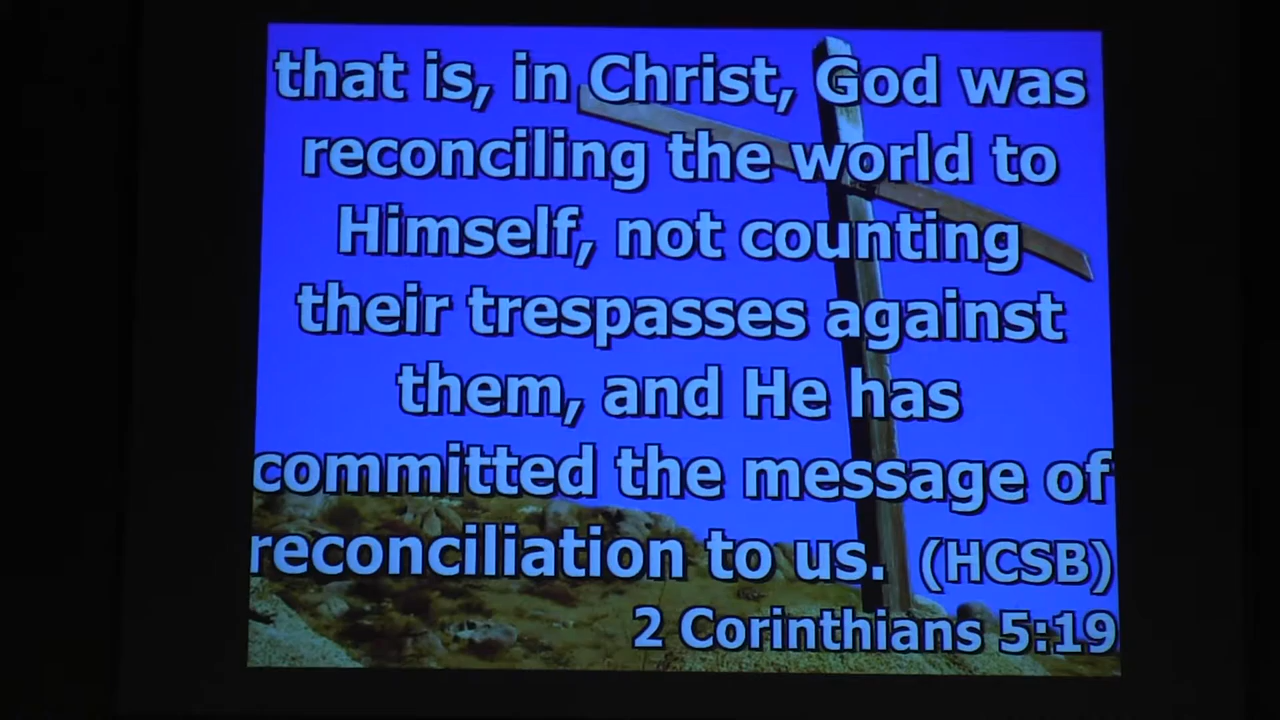 that is, in Christ, God was
reconciling the world to
Himself, not counting
their trespasses against
them, and He has
committed the message of
reconciliation to us. (HCSB)
2 Corinthians 5:19